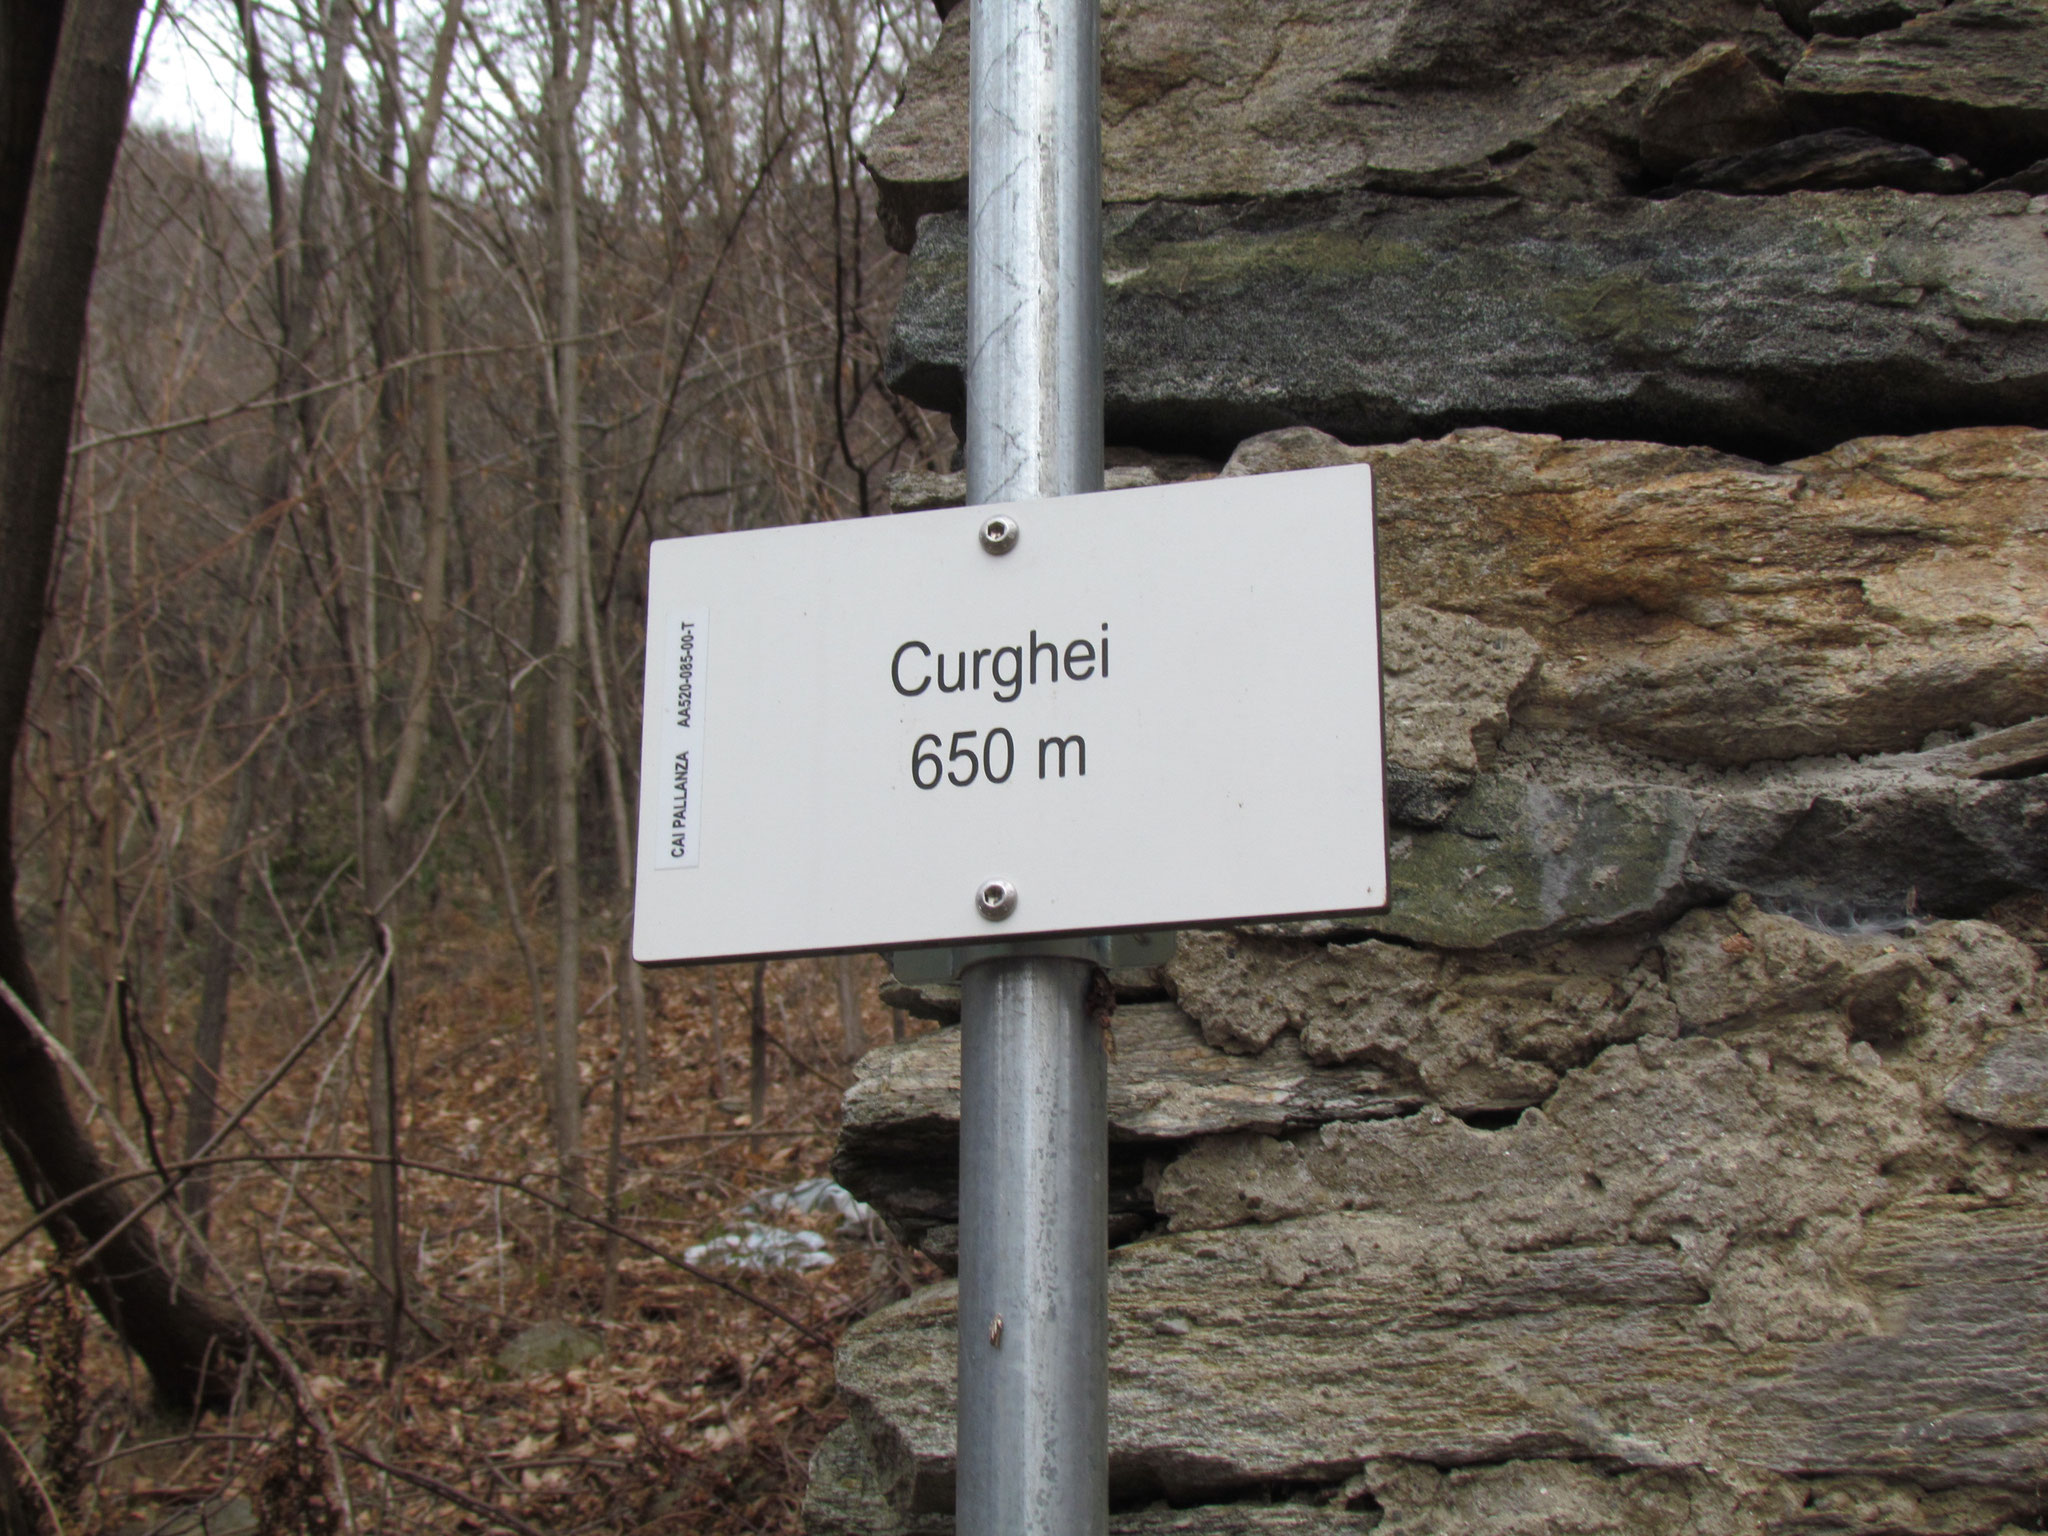 Curghei
650 m
CAI PALLANZA AA520-085-00-T